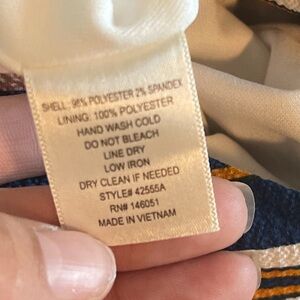 SHELL: 98% POLYESTER 2% SPANDEX
LINING: 100% POLYESTER
HAND WASH COLD
DO NOT BLEACH
LINE DRY
LOW IRON
DRY CLEAN IF NEEDED
STYLE# 42555A
RN# 146051
MADE IN VIETNAM